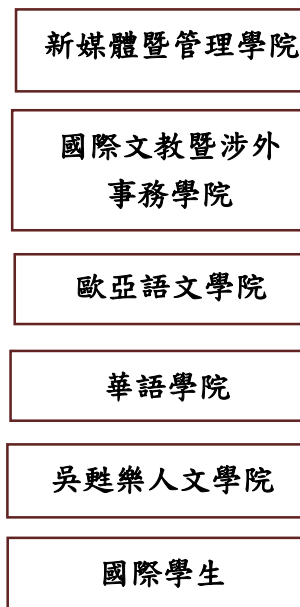 新媒體暨管理學院
國際文教暨涉外
事務學院
歐亞語文學院
華語學院
吳甦樂人文學院
國際學生